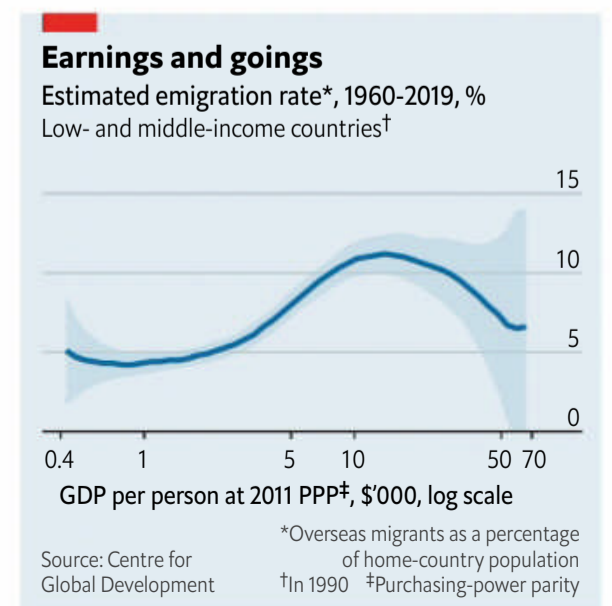 Earnings and goings
Estimated emigration rate*, 1960-2019, %
Low- and middle-income countries†
15
10
5
0
0.4 1 5 10 50 70
GDP per person at 2011 PPP‡, $’000, log scale
*Overseas migrants as a percentage
of home-country population
†In 1990 ‡Purchasing-power parity
Source: Centre for
Global Development